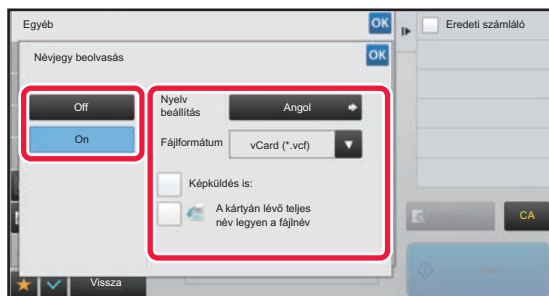 Egyéb
OK
Eredeti számláló
Névjegy beolvasás
OK
Off
On
Nyelv
beállítás
Angol
Fájlformátum
vCard (*.vcf)
Képküldés is:
A kártyán lévő teljes
név legyen a fájlnév
CA
Start
Vissza